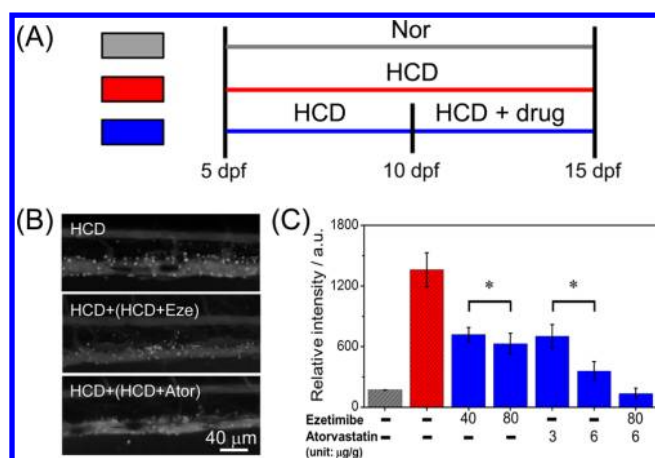 (A)
Nor
HCD
HCD HCD + drug
5 dpf 10 dpf 15 dpf
(B)
HCD
HCD+(HCD+Eze)
HCD+(HCD+Ator)
40 μm
(C)
Relative intensity / a.u.
1800
1200
600
0
* *
Ezetimibe - - 40 80 - - 80
Atorvastatin - - - - 3 6 6
(unit: μg/g)